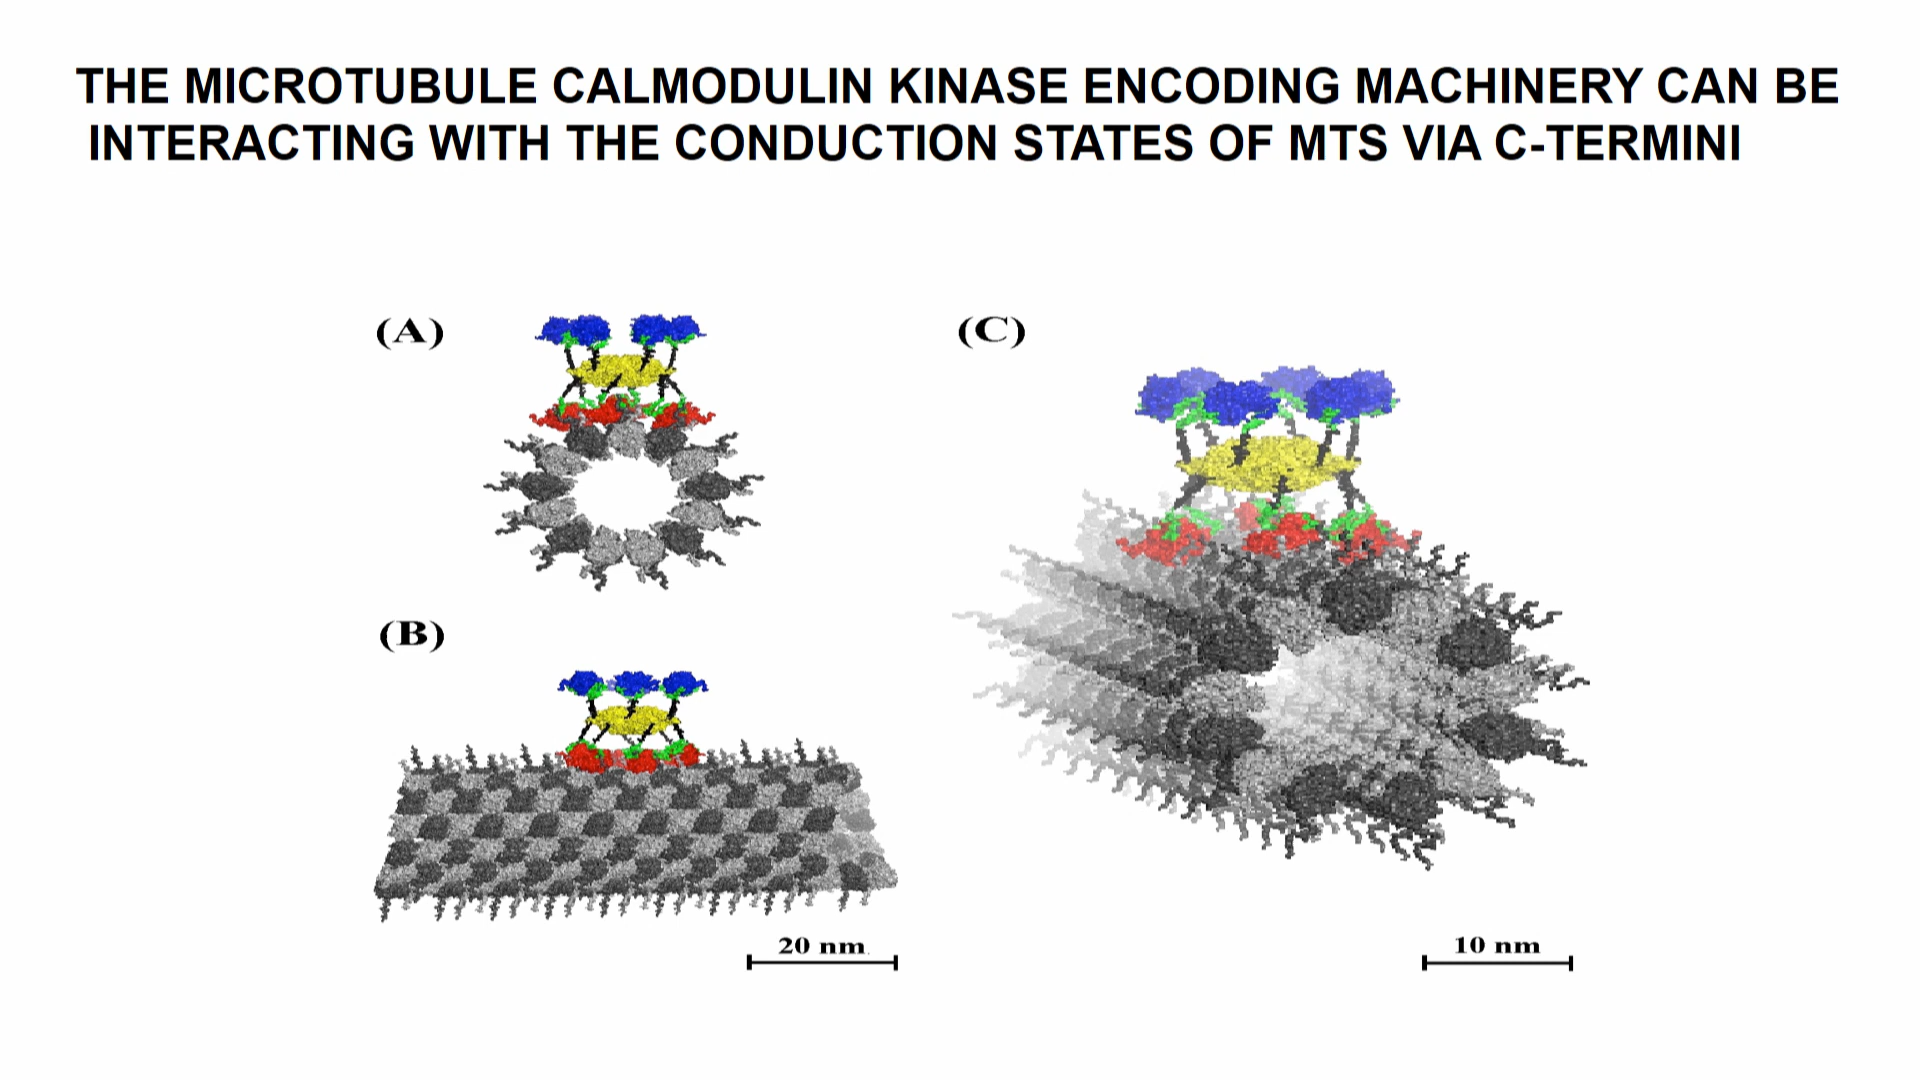 THE MICROTUBULE CALMODULIN KINASE ENCODING MACHINERY CAN BE
INTERACTING WITH THE CONDUCTION STATES OF MTS VIA C-TERMINI
(A)
(C)
(B)
20 nm
10 nm